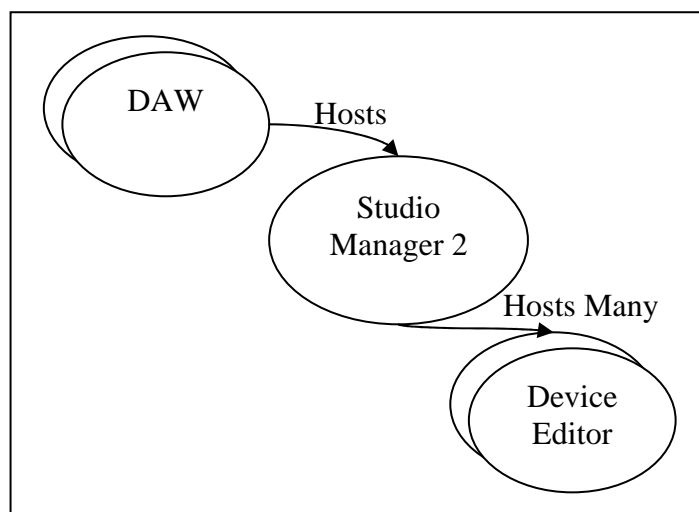 DAW
Hosts
Studio
Manager 2
Hosts Many
Device
Editor